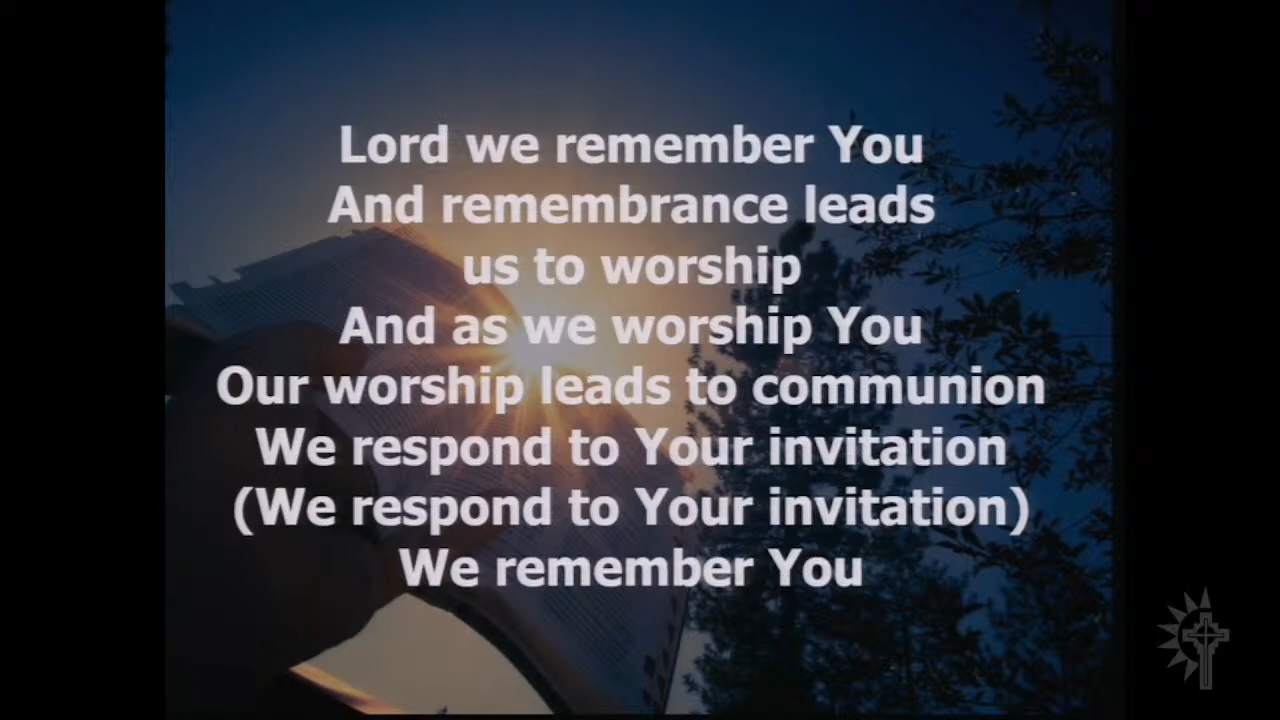 Lord we remember You
And remembrance leads
us to worship
And as we worship You
Our worship leads to communion
We respond to Your invitation
(We respond to Your invitation)
We remember You